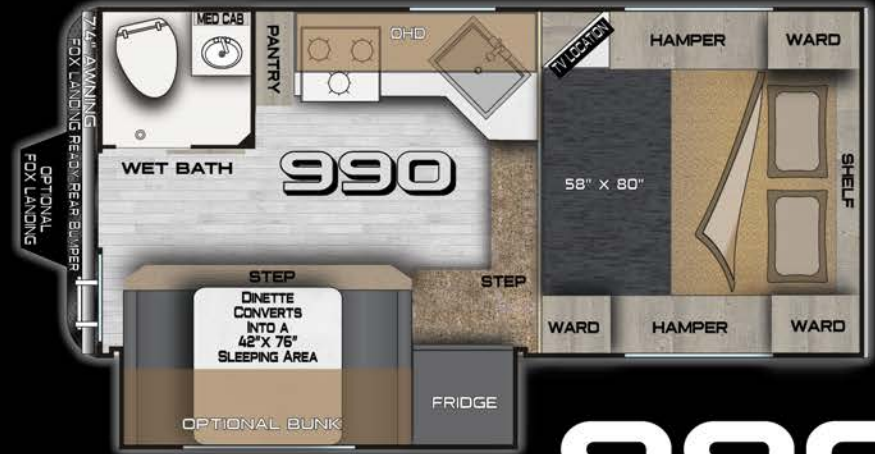 MED CAB
PANTRY
OHD
TV LOCATION
HAMPER
WARD
7'4" AWNING
FOX LANDING READY REAR BUMPER
OPTIONAL
FOX LANDING
WET BATH
990
58" X 80"
SHELF
STEP
STEP
DINETTE
CONVERTS
INTO A
42"X 76"
SLEEPING AREA
WARD
HAMPER
WARD
OPTIONAL BUNK
FRIDGE